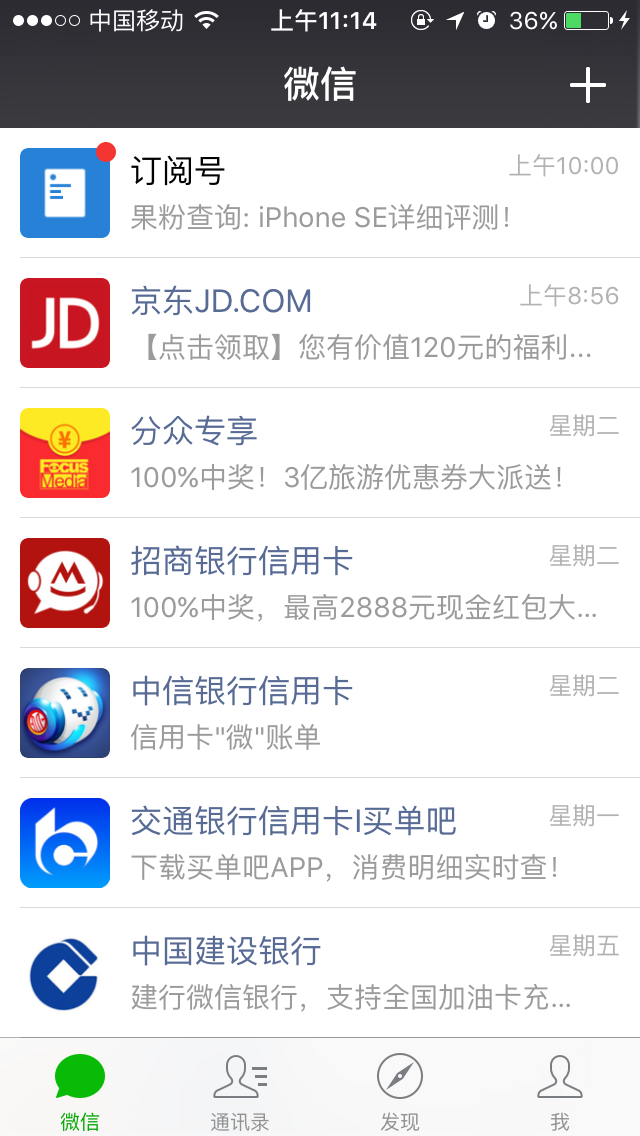 中国移动 上午11:14 36%
微信
订阅号 上午10:00
果粉查询: iPhone SE详细评测！
JD
京东JD.COM 上午8:56
【点击领取】您有价值120元的福利...
¥
Focus
Media
分众专享 星期二
100%中奖！3亿旅游优惠券大派送！
招商银行信用卡 星期二
100%中奖，最高2888元现金红包大...
中信银行信用卡 星期二
信用卡"微"账单
交通银行信用卡I买单吧 星期一
下载买单吧APP，消费明细实时查！
中国建设银行 星期五
建行微信银行，支持全国加油卡充...
微信 通讯录 发现 我